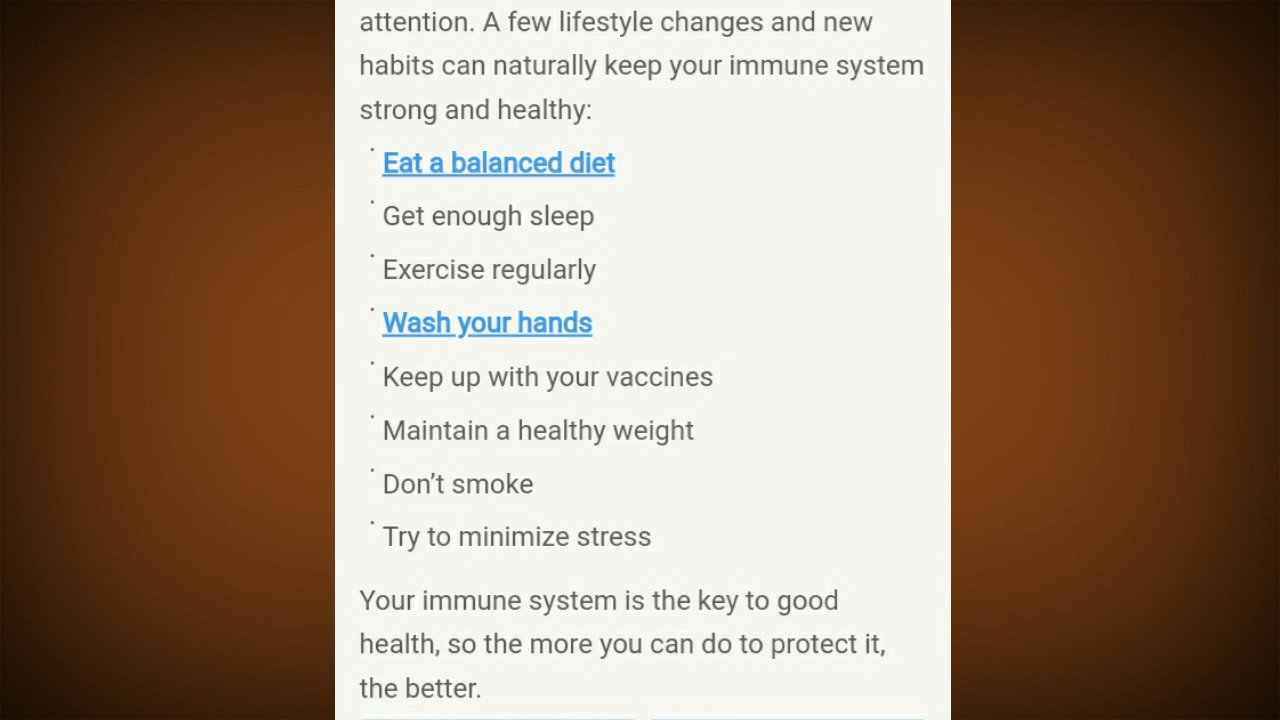 attention. A few lifestyle changes and new
habits can naturally keep your immune system
strong and healthy:
Eat a balanced diet
Get enough sleep
Exercise regularly
Wash your hands
Keep up with your vaccines
Maintain a healthy weight
Don’t smoke
Try to minimize stress
Your immune system is the key to good
health, so the more you can do to protect it,
the better.